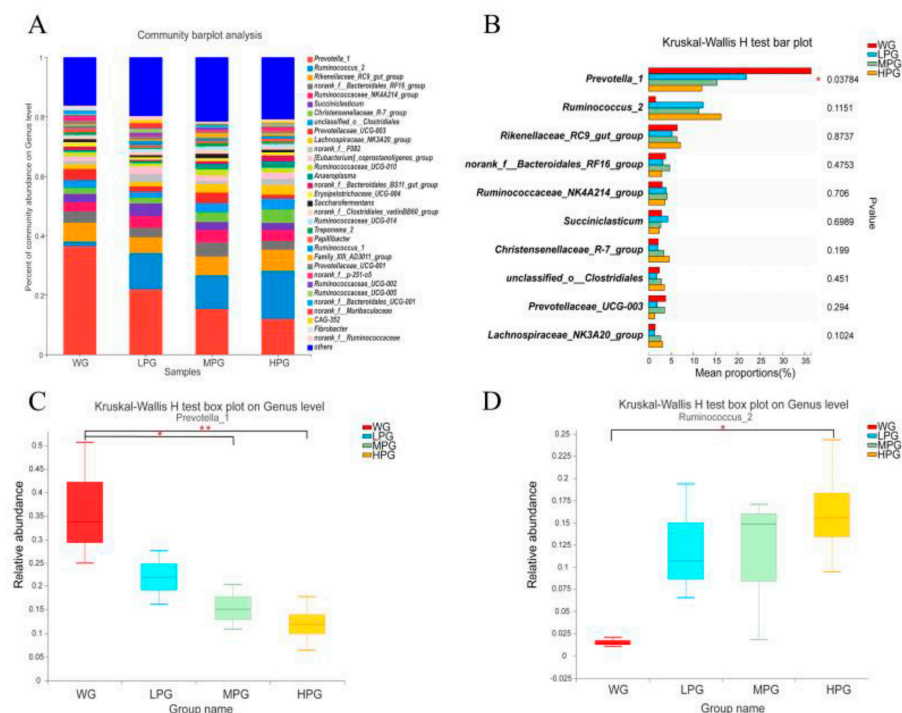 A
Community barplot analysis
Percent of community abundance on Genus level
1
0.8
0.6
0.4
0.2
0
WG
LPG
MPG
HPG
Samples
Prevotella_1
Ruminococcus_2
Rikenellaceae_RC9_gut_group
norank_f__Bacteroidales_RF16_group
Ruminococcaceae_NK4A214_group
Succiniclasticum
Christensenellaceae_R-7_group
unclassified_o__Clostridiales
Prevotellaceae_UCG-003
Lachnospiraceae_NK3A20_group
norank_f__F082
[Eubacterium]_coprostanoligenes_group
Ruminococcaceae_UCG-010
Anaeroplasma
norank_f__Bacteroidales_BS11_gut_group
Erysipelotrichaceae_UCG-004
Saccharofermentans
norank_f__Clostridiales_vadinBB60_group
Ruminococcaceae_UCG-014
Treponema_2
Papillibacter
Ruminococcus_1
Family_XIII_AD3011_group
Prevotellaceae_UCG-001
norank_f__p-251-o5
Ruminococcaceae_UCG-002
Ruminococcaceae_UCG-005
norank_f__Bacteroidales_UCG-001
norank_f__Muribaculaceae
CAG-352
Fibrobacter
norank_f__Ruminococcaceae
others
B
Kruskal-Wallis H test bar plot
WG
LPG
MPG
HPG
Prevotella_1
* 0.03784
Ruminococcus_2
0.1151
Rikenellaceae_RC9_gut_group
0.8737
norank_f__Bacteroidales_RF16_group
0.4753
Ruminococcaceae_NK4A214_group
0.706
Succiniclasticum
0.6989
Christensenellaceae_R-7_group
0.199
unclassified_o__Clostridiales
0.451
Prevotellaceae_UCG-003
0.294
Lachnospiraceae_NK3A20_group
0.1024
Pvalue
0 5 10 15 20 25 30 35
Mean proportions(%)
C
Kruskal-Wallis H test box plot on Genus level
Prevotella_1
**
*
WG
LPG
MPG
HPG
Relative abundance
0.5
0.45
0.4
0.35
0.3
0.25
0.2
0.15
0.1
0.05
0
WG LPG MPG HPG
Group name
D
Kruskal-Wallis H test box plot on Genus level
Ruminococcus_2
*
WG
LPG
MPG
HPG
Relative abundance
0.25
0.225
0.2
0.175
0.15
0.125
0.1
0.075
0.05
0.025
0
-0.025
WG LPG MPG HPG
Group name